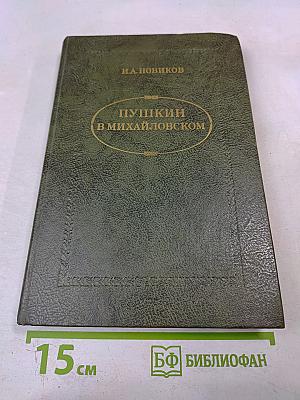 И.А.НОВИКОВ
ПУШКИН
В МИХАЙЛОВСКОМ
15 см
БФ БИБЛИОФАН